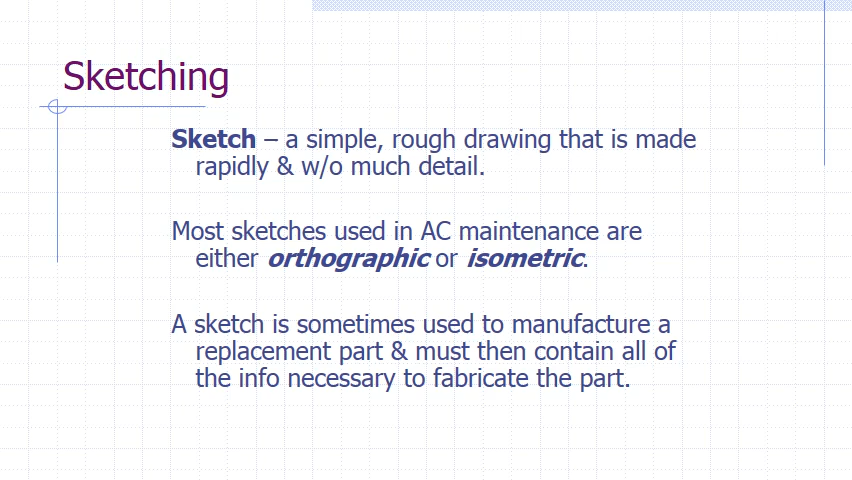 Sketching
Sketch – a simple, rough drawing that is made
rapidly & w/o much detail.
Most sketches used in AC maintenance are
either orthographic or isometric.
A sketch is sometimes used to manufacture a
replacement part & must then contain all of
the info necessary to fabricate the part.